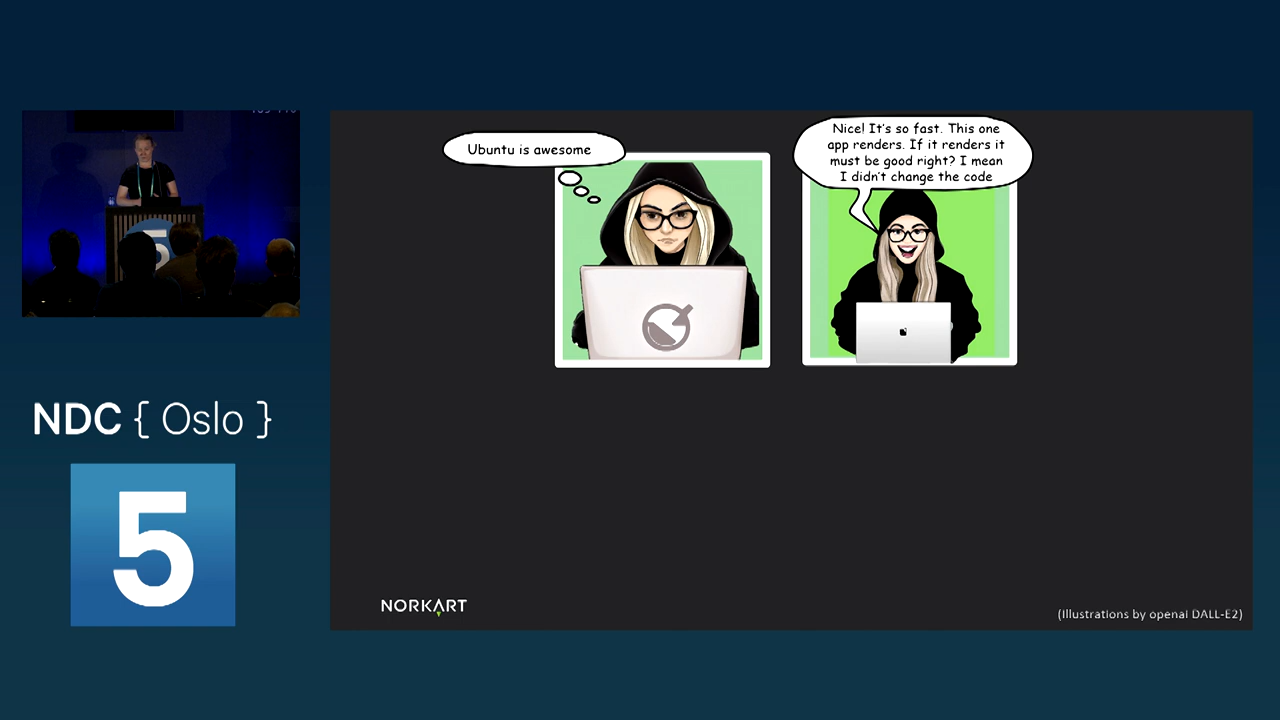 Ubuntu is awesome
Nice! It's so fast. This one
app renders. If it renders it
must be good right? I mean
I didn't change the code
NDC { Oslo }
5
5
NORKART
(Illustrations by openai DALL-E2)